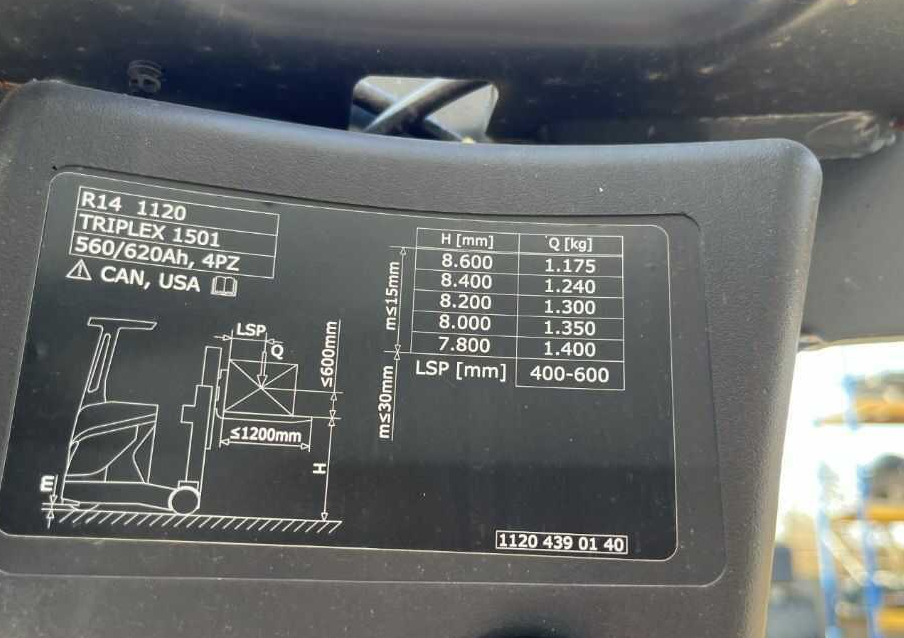 R14 1120
TRIPLEX 1501
560/620Ah, 4PZ
CAN, USA
LSP
Q
≤600mm
≤1200mm
H
m
m≤15mm
m≤30mm
H [mm] Q [kg]
8.600 1.175
8.400 1.240
8.200 1.300
8.000 1.350
7.800 1.400
LSP [mm] 400-600
1120 439 01 40